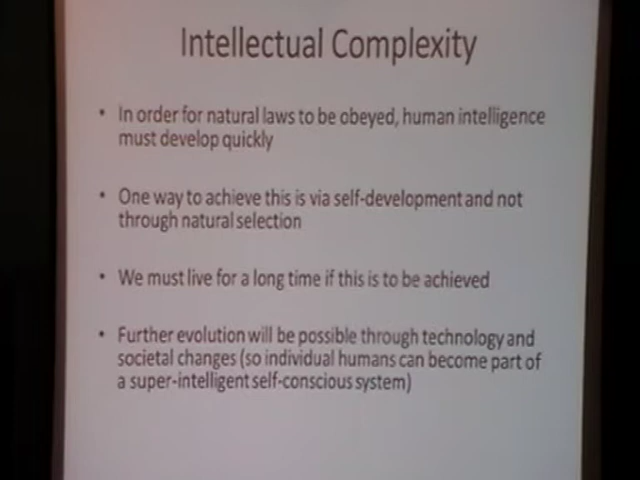 Intellectual Complexity
• In order for natural laws to be obeyed, human intelligence
must develop quickly
• One way to achieve this is via self-development and not
through natural selection
• We must live for a long time if this is to be achieved
• Further evolution will be possible through technology and
societal changes (so individual humans can become part of
a super-intelligent self-conscious system)